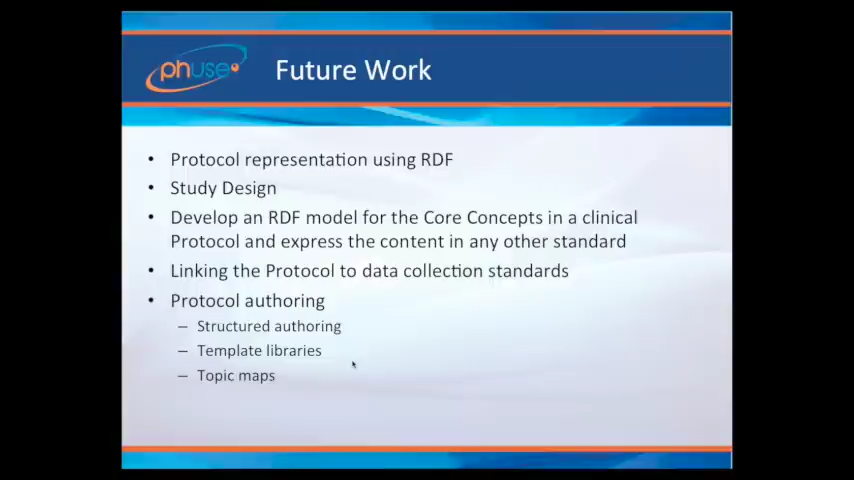 phuse
Future Work
• Protocol representation using RDF
• Study Design
• Develop an RDF model for the Core Concepts in a clinical
Protocol and express the content in any other standard
• Linking the Protocol to data collection standards
• Protocol authoring
– Structured authoring
– Template libraries
– Topic maps